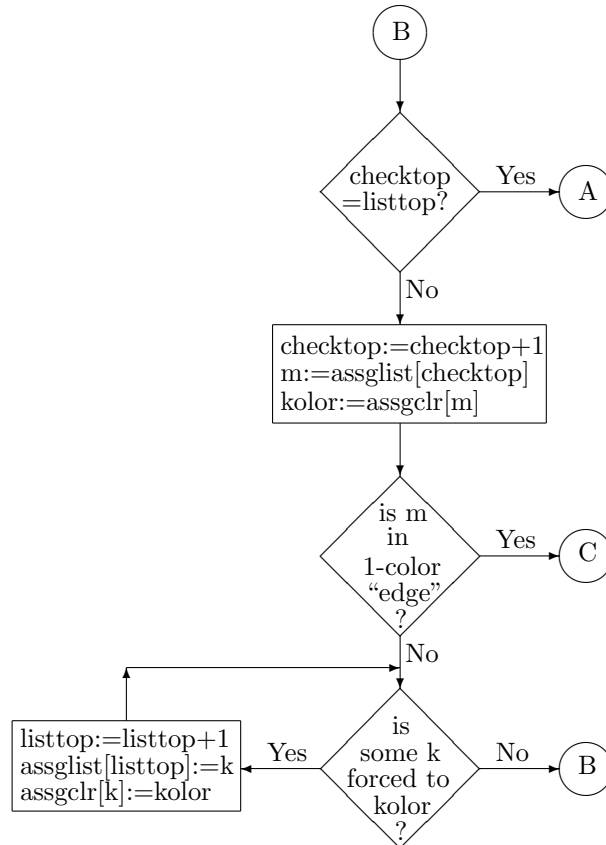 B
checktop
=listtop?
Yes
A
No
checktop:=checktop+1
m:=assglist[checktop]
kolor:=assgclr[m]
is m
in
1-color
“edge”
?
Yes
C
No
listtop:=listtop+1
assglist[listtop]:=k
assgclr[k]:=kolor
Yes
is
some k
forced to
kolor
?
No
B